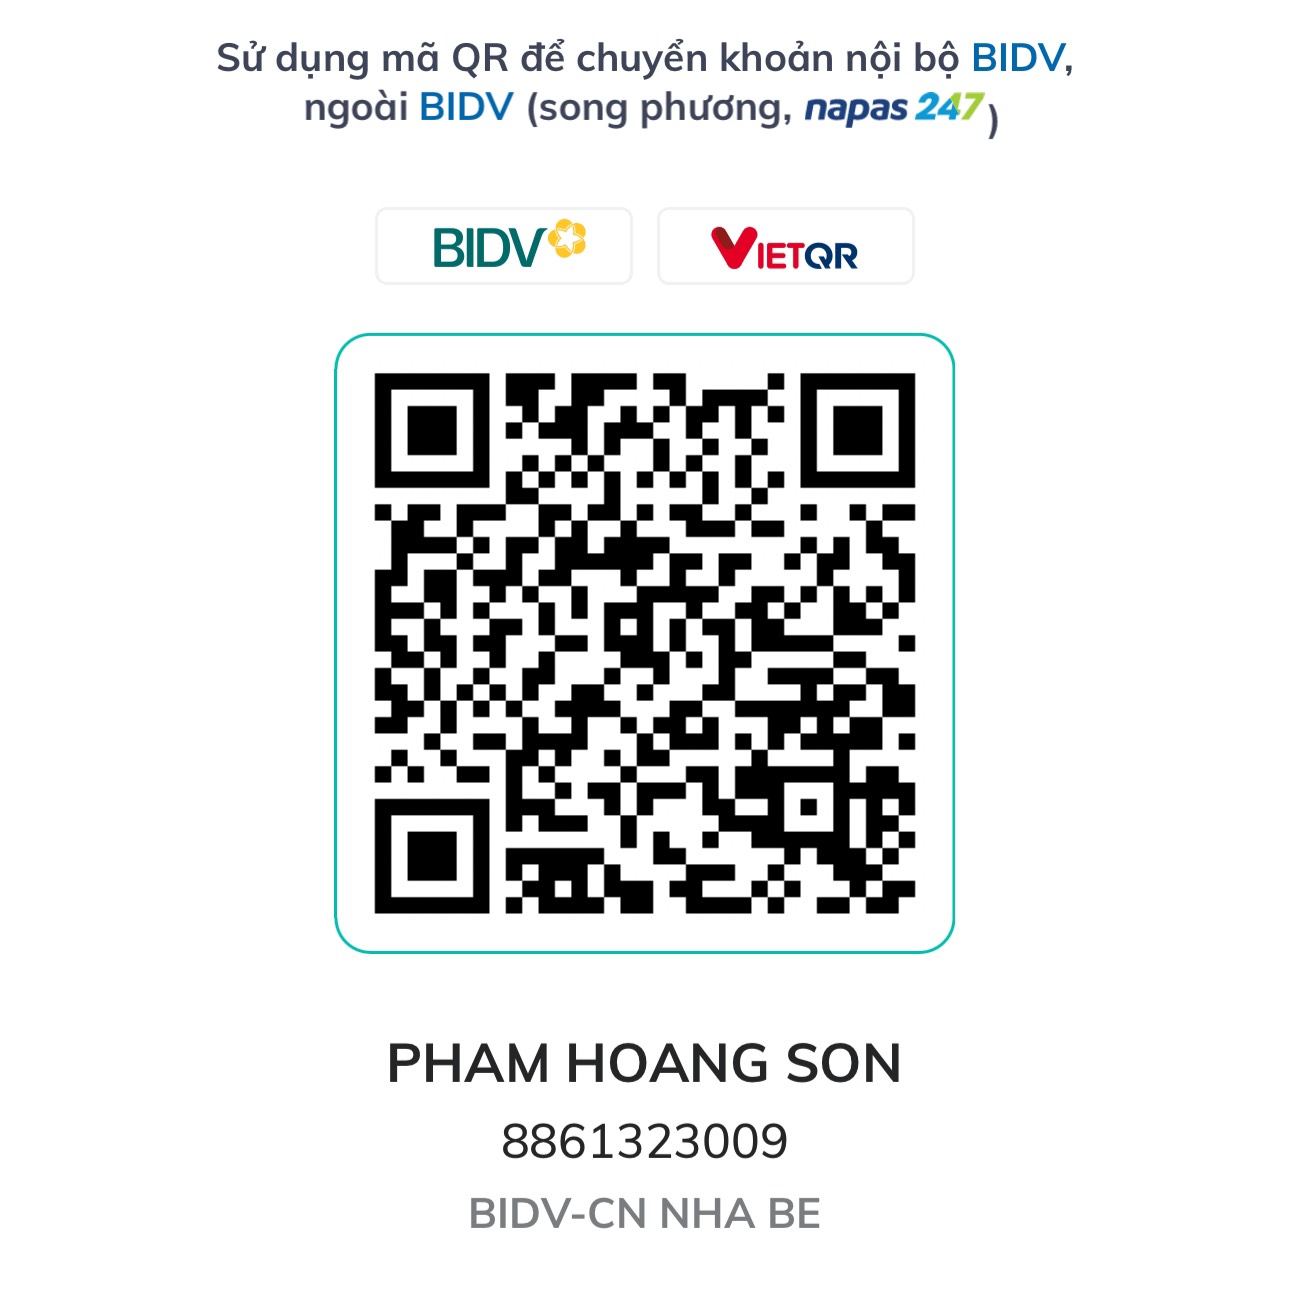 Sử dụng mã QR để chuyển khoản nội bộ BIDV,
ngoài BIDV (song phương, napas 247)
BIDV VIETQR
PHAM HOANG SON
8861323009
BIDV-CN NHA BE